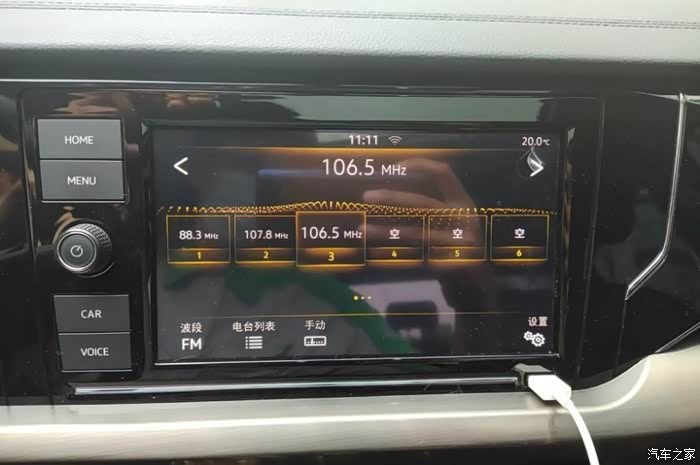 HOME
MENU
CAR
VOICE
11:11
20.0℃
106.5 MHz
88.3 MHz
1
107.8 MHz
2
106.5 MHz
3
空
4
空
5
空
6
波段
FM
电台列表
手动
设置
汽车之家